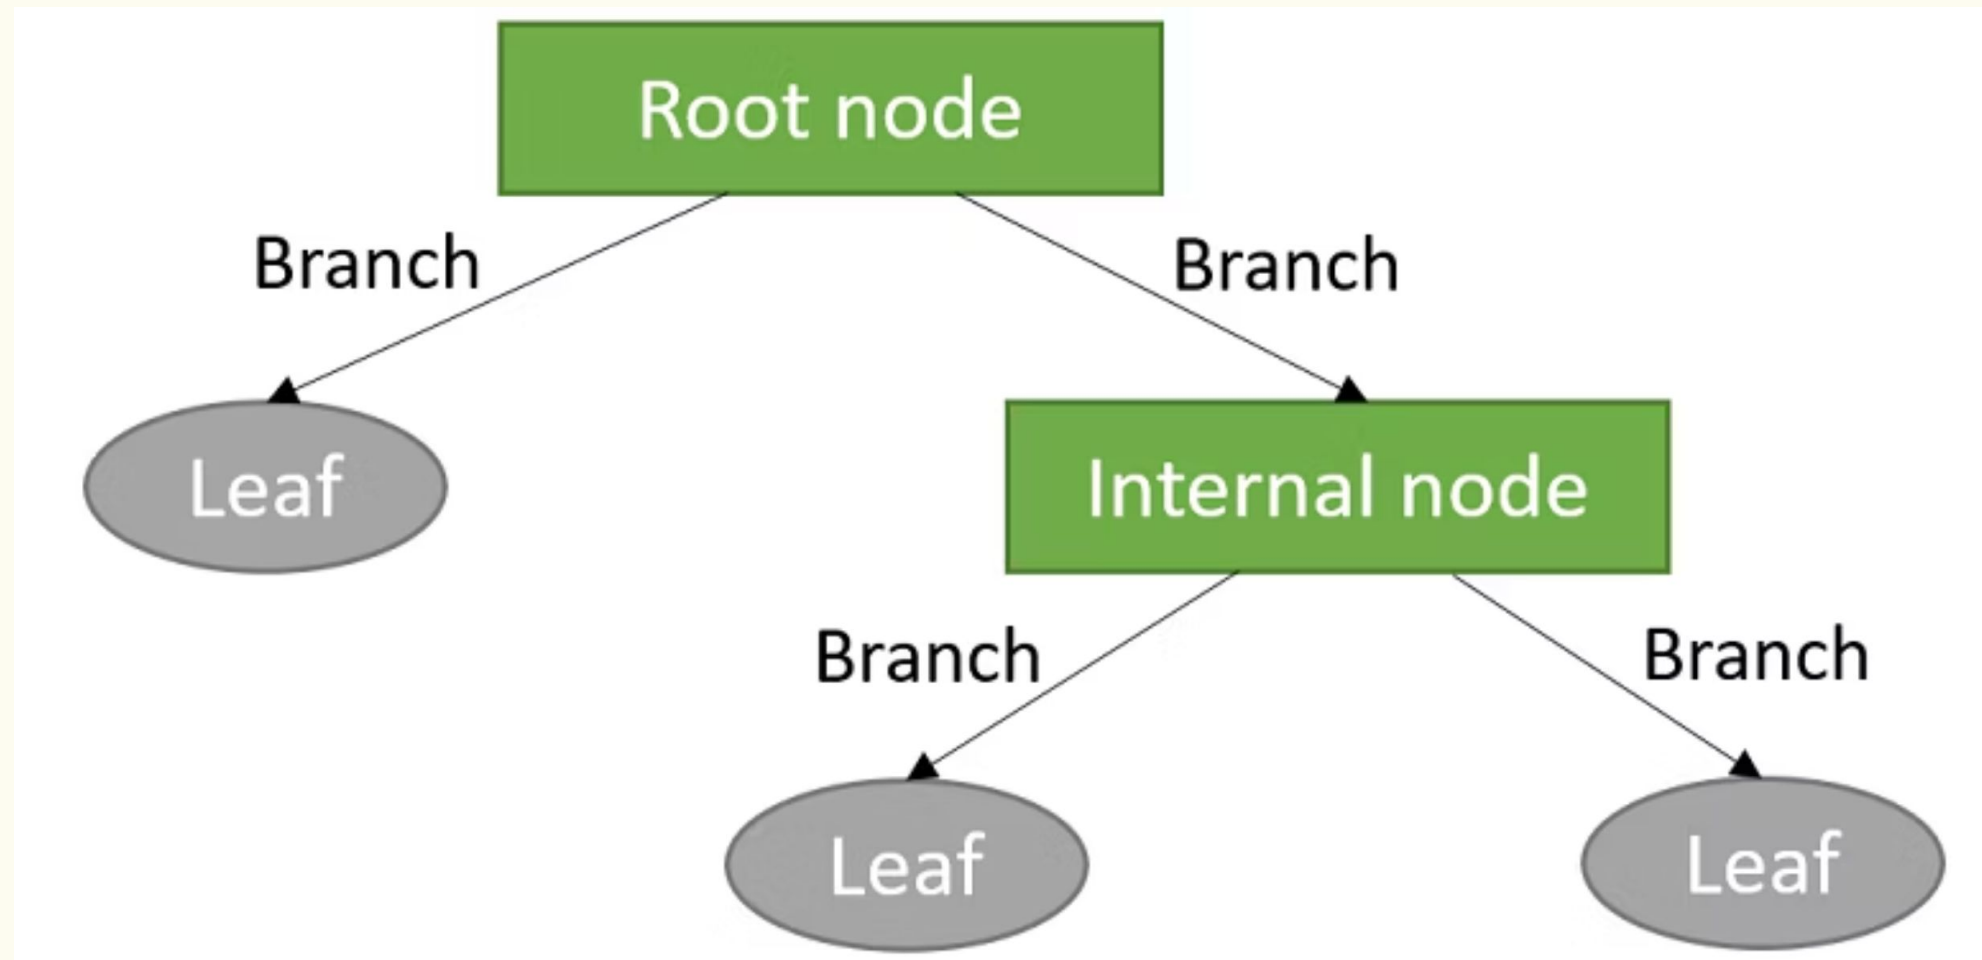 Root node
Branch
Branch
Leaf
Internal node
Branch
Branch
Leaf
Leaf